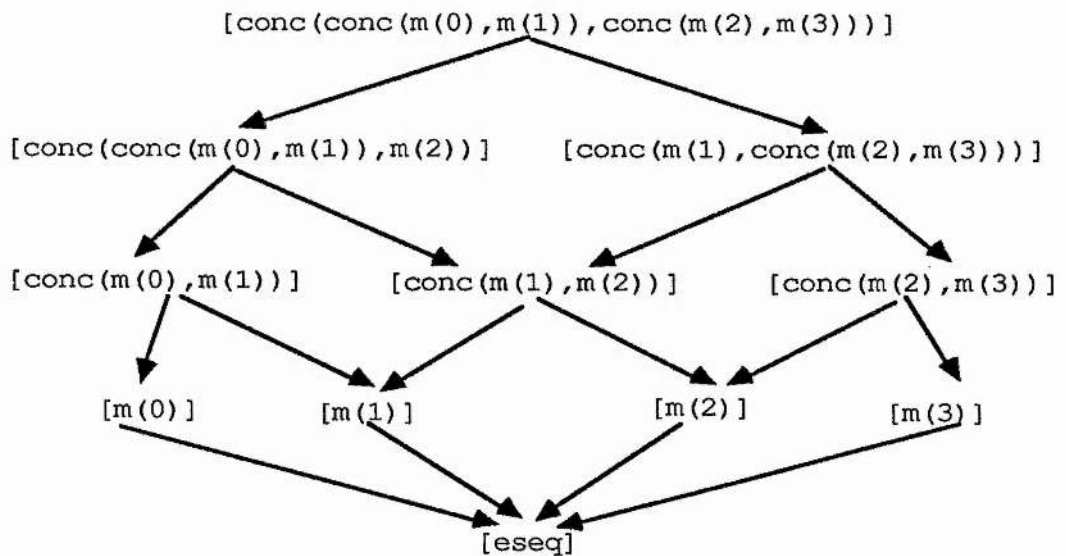 [conc(conc(m(0),m(1)),conc(m(2),m(3)))]
[conc(conc(m(0),m(1)),m(2))] [conc(m(1),conc(m(2),m(3)))]
[conc(m(0),m(1))] [conc(m(1),m(2))] [conc(m(2),m(3))]
[m(0)] [m(1)] [m(2)] [m(3)]
[eseq]